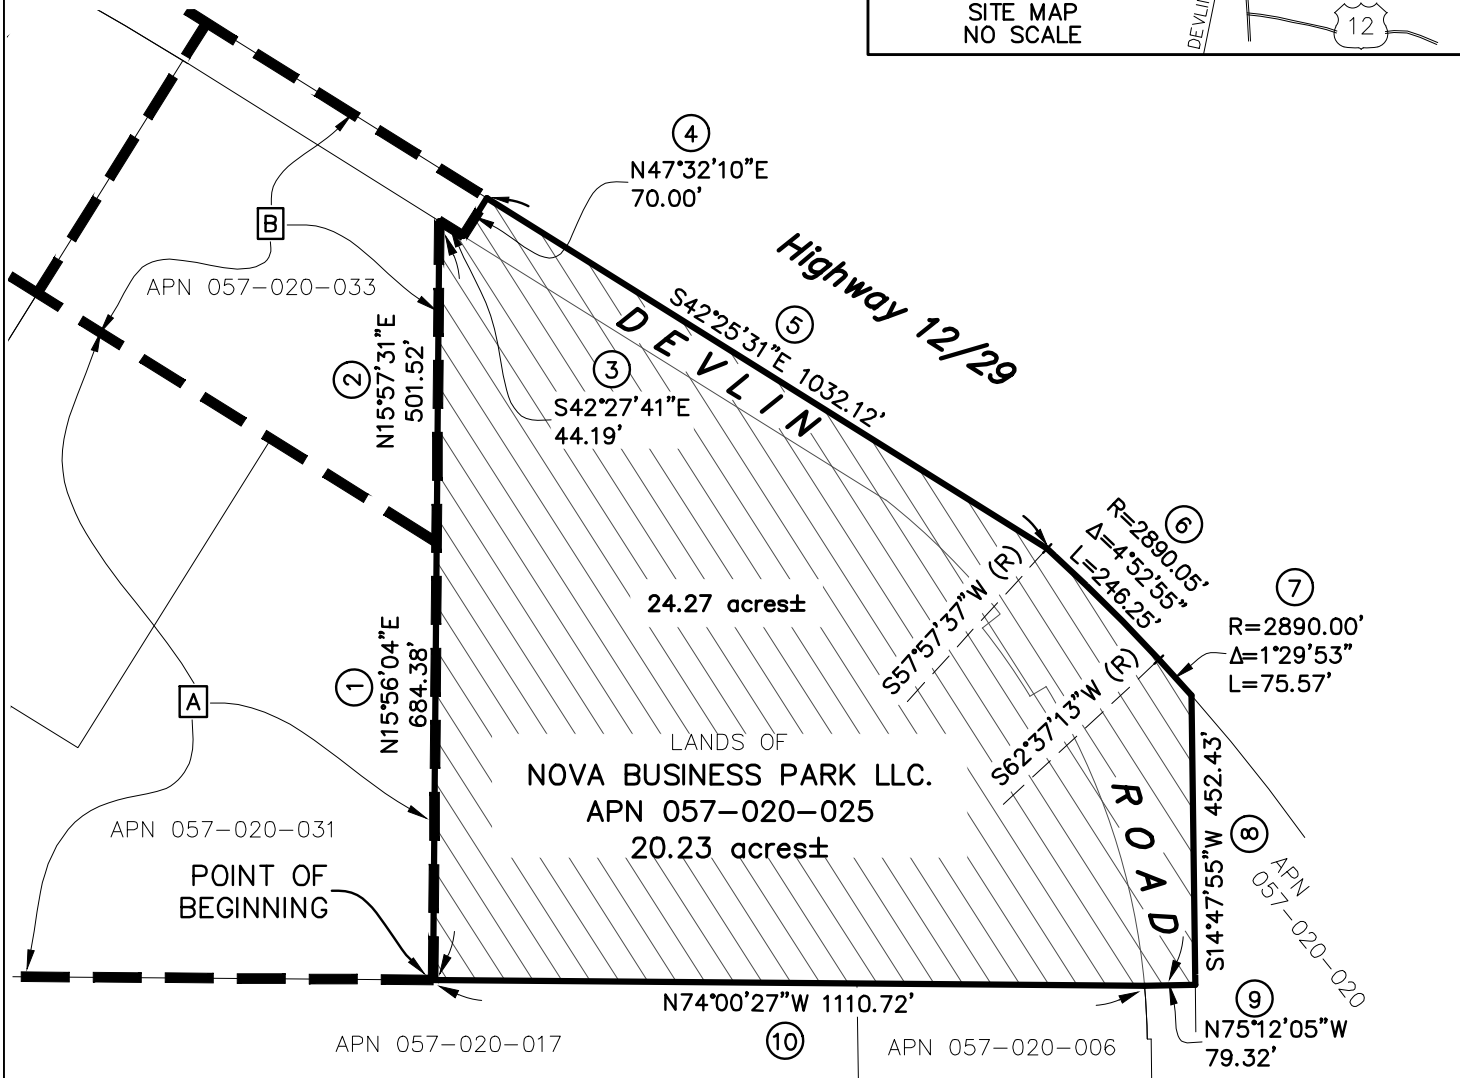 SITE MAP
NO SCALE
DEVLIN
12
4
N47°32'10"E
70.00'
B
APN 057-020-033
Highway 12/29
S42°25'31"E 1032.12'
5
DEVLIN
2
N15°57'31"E
501.52'
3
S42°27'41"E
44.19'
6
R=2890.05'
Δ=4°52'55"
L=246.25'
7
R=2890.00'
Δ=1°29'53"
L=75.57'
S57°57'37"W (R)
24.27 acres±
S62°37'13"W (R)
1
N15°56'04"E
684.38'
A
LANDS OF
NOVA BUSINESS PARK LLC.
APN 057-020-025
20.23 acres±
ROAD
S14°47'55"W 452.43'
8
APN 057-020-031
APN
057-020-020
POINT OF
BEGINNING
N74°00'27"W 1110.72'
10
9
N75°12'05"W
79.32'
APN 057-020-017
APN 057-020-006